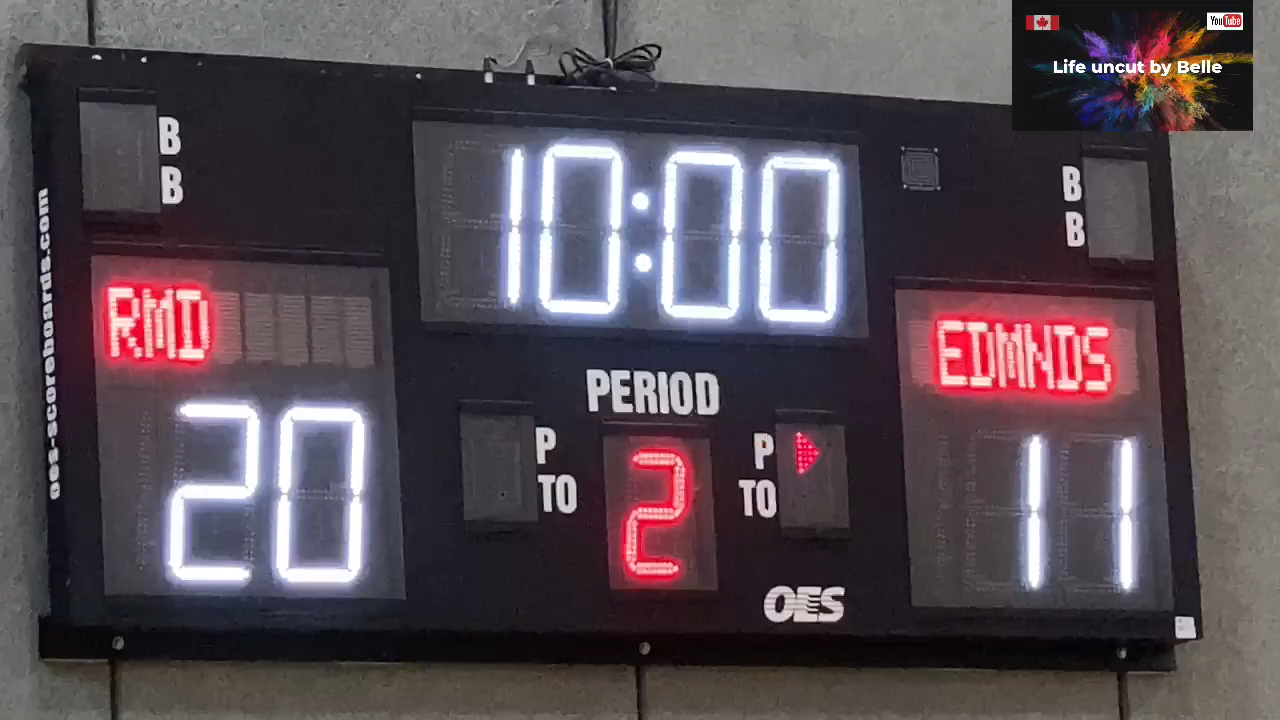 YouTube
Life uncut by Belle
B
B
B
B
10:00
oes-scoreboards.com
RMD
EDMNDS
PERIOD
20
P
TO
2
P
TO
11
OES